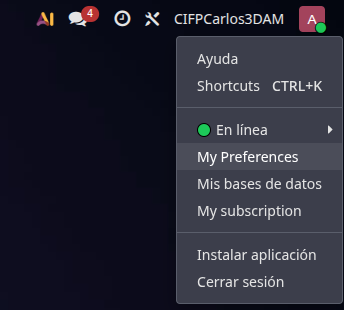 AI 4 CIFPCarlos3DAM A
Ayuda
Shortcuts CTRL+K
En línea
My Preferences
Mis bases de datos
My subscription
Instalar aplicación
Cerrar sesión